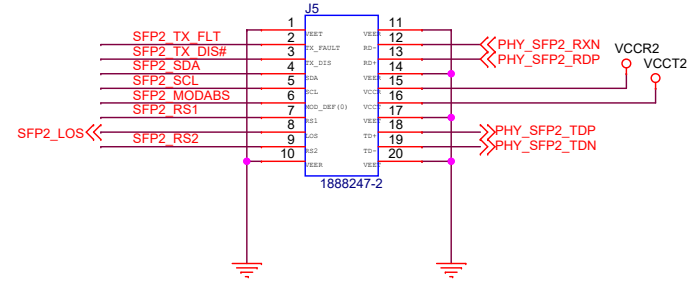 J5
1 VEET VEER 11
SFP2_TX_FLT 2 TX_FAULT RD- 12 PHY_SFP2_RXN
SFP2_TX_DIS# 3 TX_DIS RD+ 13 PHY_SFP2_RDP
SFP2_SDA 4 SDA VEER 14
SFP2_SCL 5 SCL VCCR 15 VCCR2
SFP2_MODABS 6 MOD_DEF(0) VCCT 16 VCCT2
SFP2_RS1 7 RS1 VEET 17
SFP2_LOS 8 LOS TD+ 18 PHY_SFP2_TDP
SFP2_RS2 9 RS2 TD- 19 PHY_SFP2_TDN
10 VEER VEET 20
1888247-2